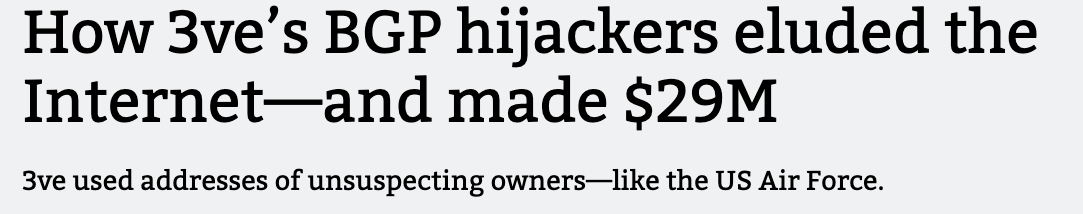 How 3ve’s BGP hijackers eluded the
Internet—and made $29M
3ve used addresses of unsuspecting owners—like the US Air Force.